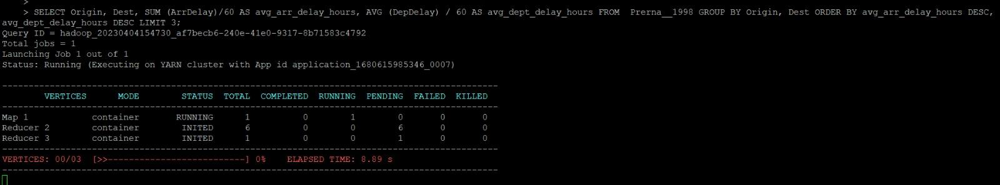 >
> SELECT Origin, Dest, SUM (ArrDelay)/60 AS avg_arr_delay_hours, AVG (DepDelay) / 60 AS avg_dept_delay_hours FROM  Prerna__1998 GROUP BY Origin, Dest ORDER BY avg_arr_delay_hours DESC,
avg_dept_delay_hours DESC LIMIT 3;
Query ID = hadoop_20230404154730_af7becb6-240e-41e0-9317-8b71583c4792
Total jobs = 1
Launching Job 1 out of 1
Status: Running (Executing on YARN cluster with App id application_1680615985346_0007)
----------------------------------------------------------------------------------------------
VERTICES MODE STATUS TOTAL COMPLETED RUNNING PENDING FAILED KILLED
----------------------------------------------------------------------------------------------
Map 1 container RUNNING 1 0 1 0 0 0
Reducer 2 container INITED 6 0 0 6 0 0
Reducer 3 container INITED 1 0 0 1 0 0
----------------------------------------------------------------------------------------------
VERTICES: 00/03 [>>--------------------------] 0% ELAPSED TIME: 8.89 s
----------------------------------------------------------------------------------------------